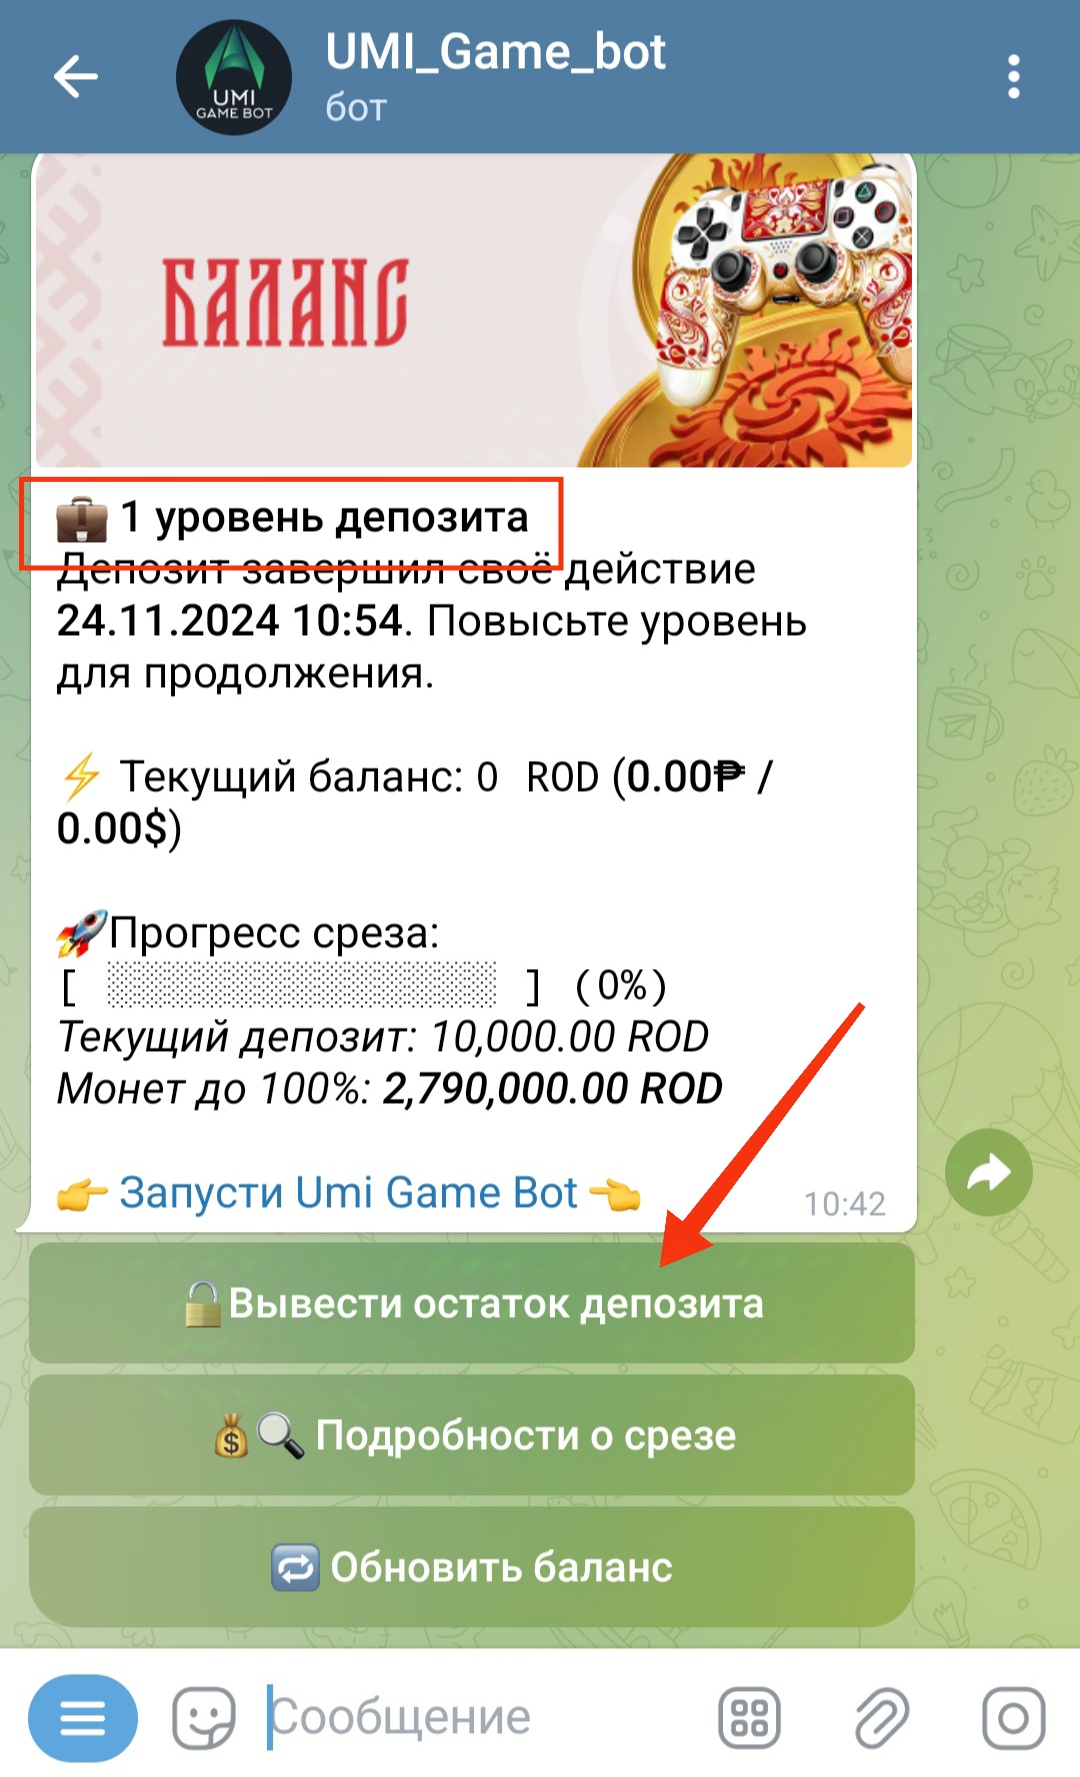 UMI_Game_bot
бот
UMI
GAME BOT
БАЛАНС
💼 1 уровень депозита
Депозит завершил своё действие
24.11.2024 10:54. Повысьте уровень
для продолжения.
⚡ Текущий баланс: 0 ROD (0.00₱ /
0.00$)
🚀Прогресс среза:
[ ░░░░░░░░░░░░░░░ ] (0%)
Текущий депозит: 10,000.00 ROD
Монет до 100%: 2,790,000.00 ROD
👉 Запусти Umi Game Bot 👈
10:42
🔒Вывести остаток депозита
💰🔍 Подробности о срезе
🔁 Обновить баланс
Сообщение